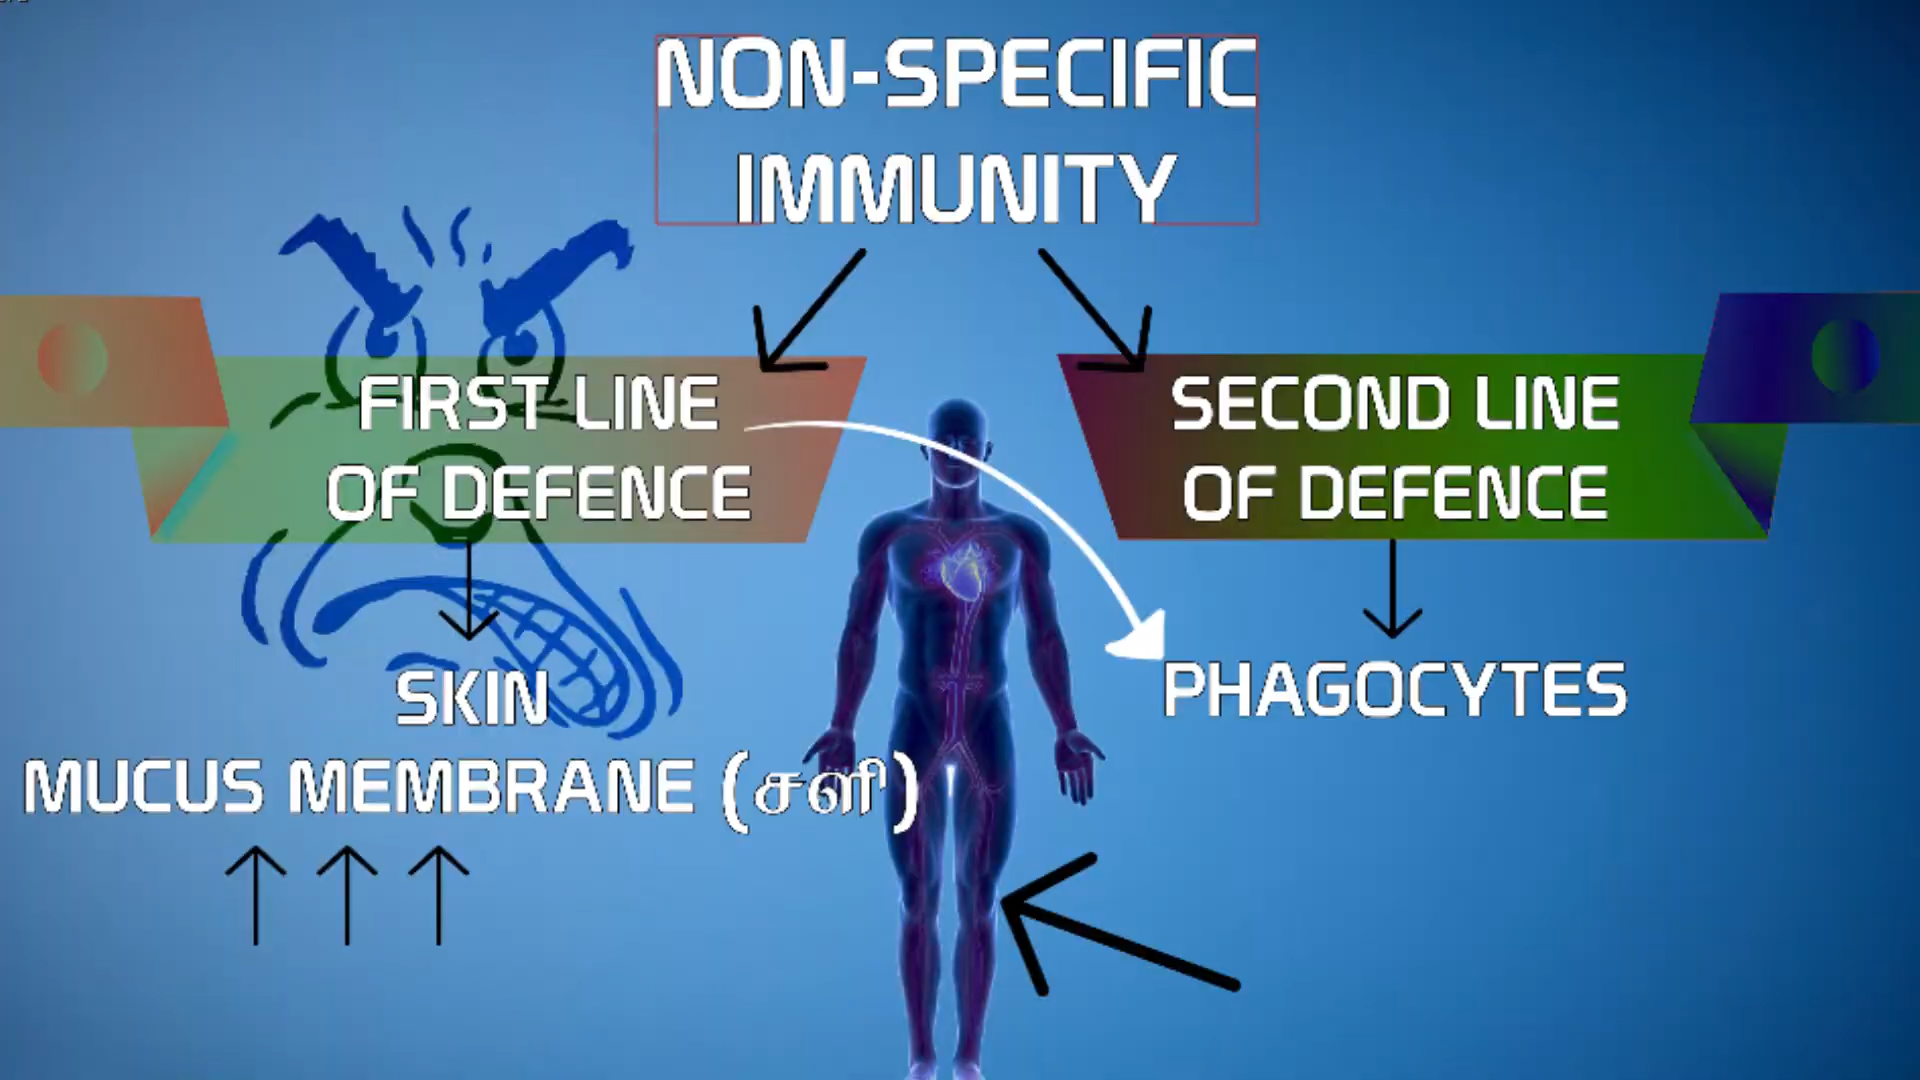 NON-SPECIFIC
IMMUNITY
FIRST LINE
OF DEFENCE
SECOND LINE
OF DEFENCE
SKIN
MUCUS MEMBRANE (சளி)
PHAGOCYTES